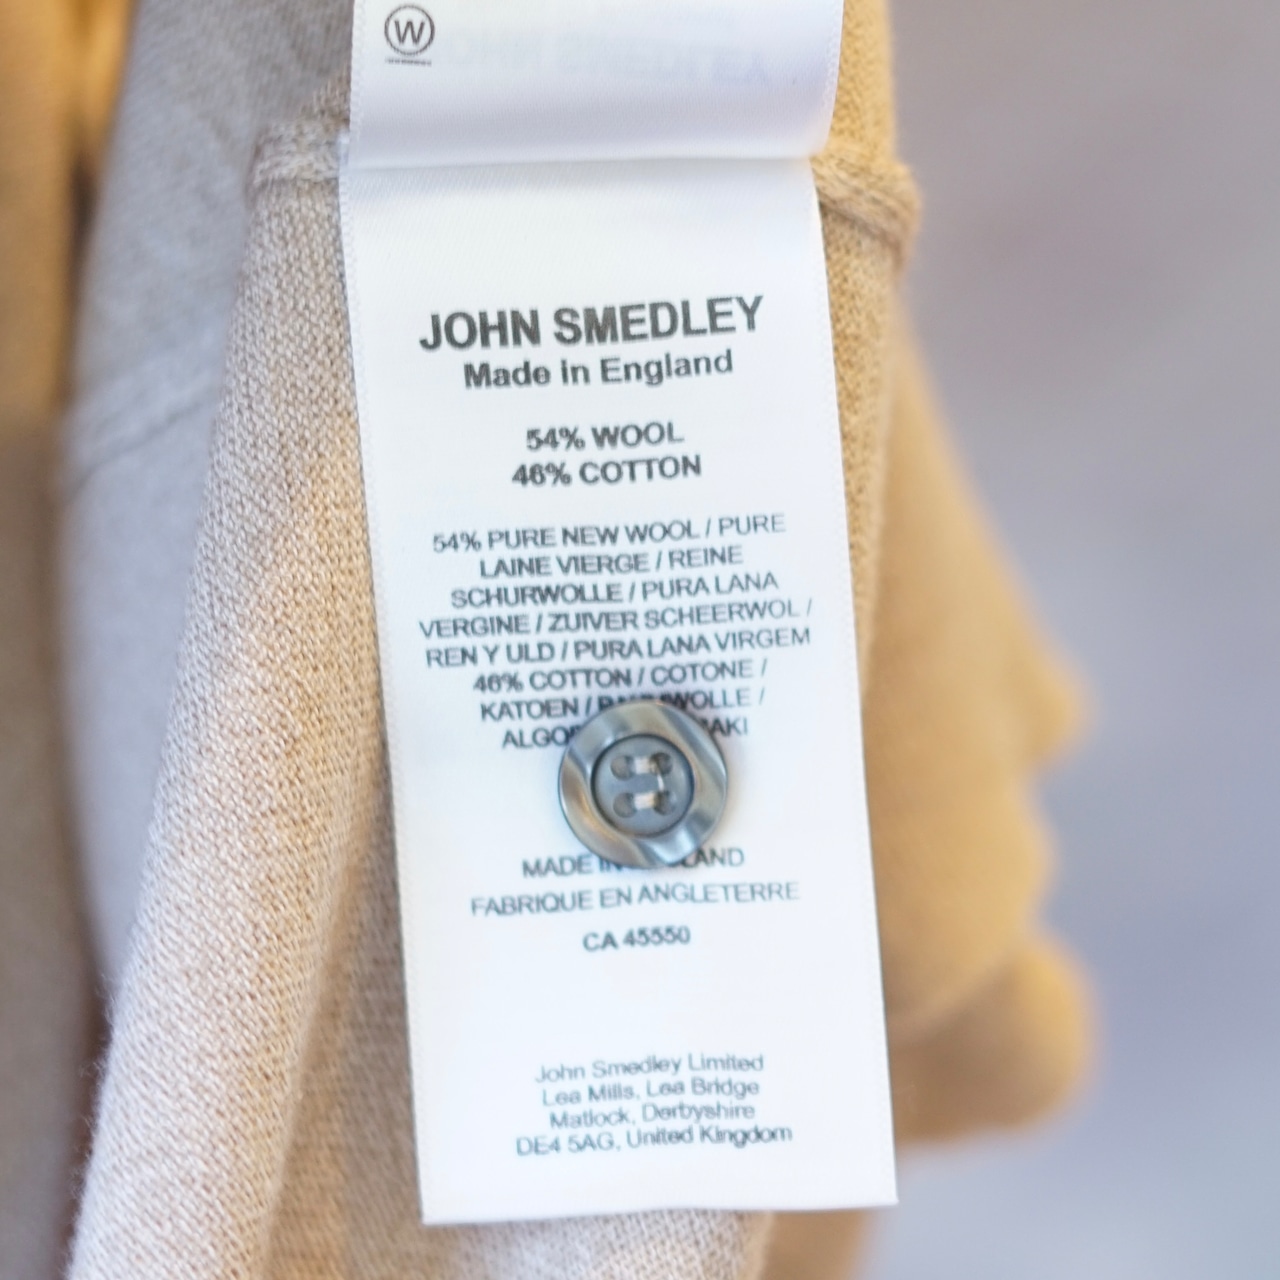 W
JOHN SMEDLEY
Made in England
54% WOOL
46% COTTON
54% PURE NEW WOOL / PURE
LAINE VIERGE / REINE
SCHURWOLLE / PURA LANA
VERGINE / ZUIVER SCHEERWOL /
REN Y ULD / PURA LANA VIRGEM
46% COTTON / COTONE /
KATOEN / /
MADE
FABRIQUE EN ANGLETERRE
CA 45550
John Smedley Limited
Lea Mills, Lea Bridge
Matlock, Derbyshire
DE4 5AG, United Kingdom